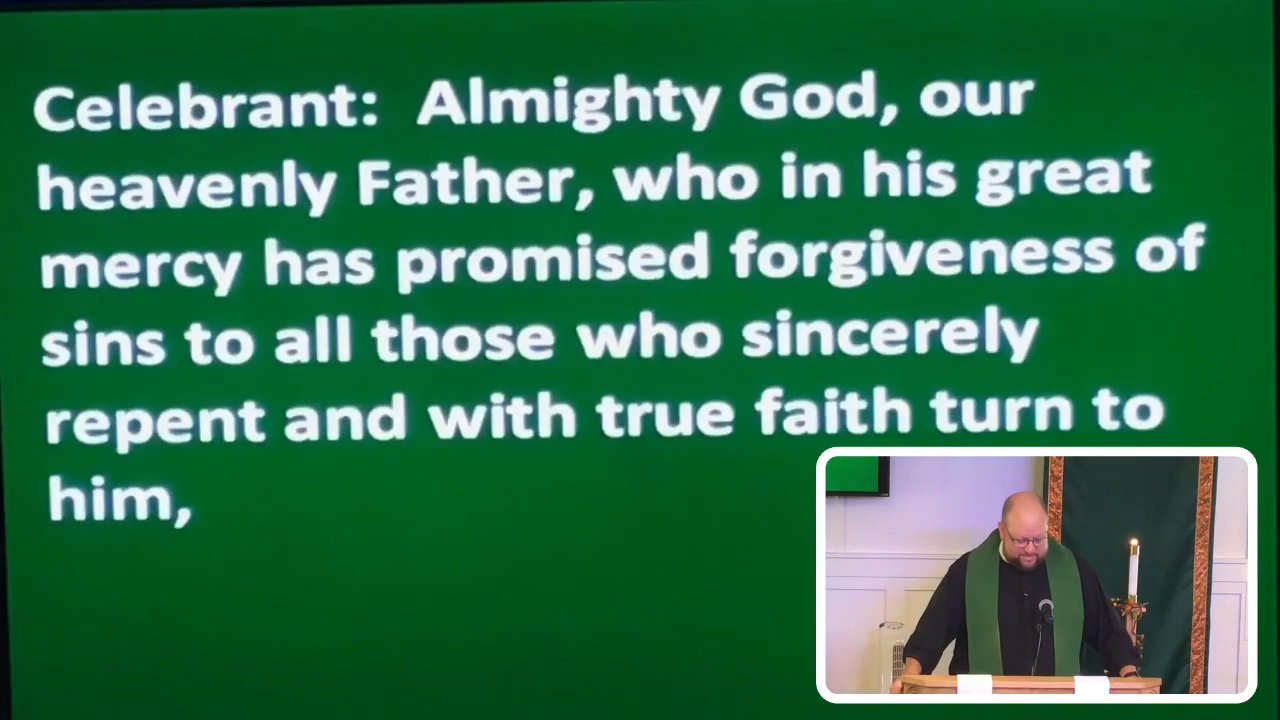 Celebrant:  Almighty God, our
heavenly Father, who in his great
mercy has promised forgiveness of
sins to all those who sincerely
repent and with true faith turn to
him,